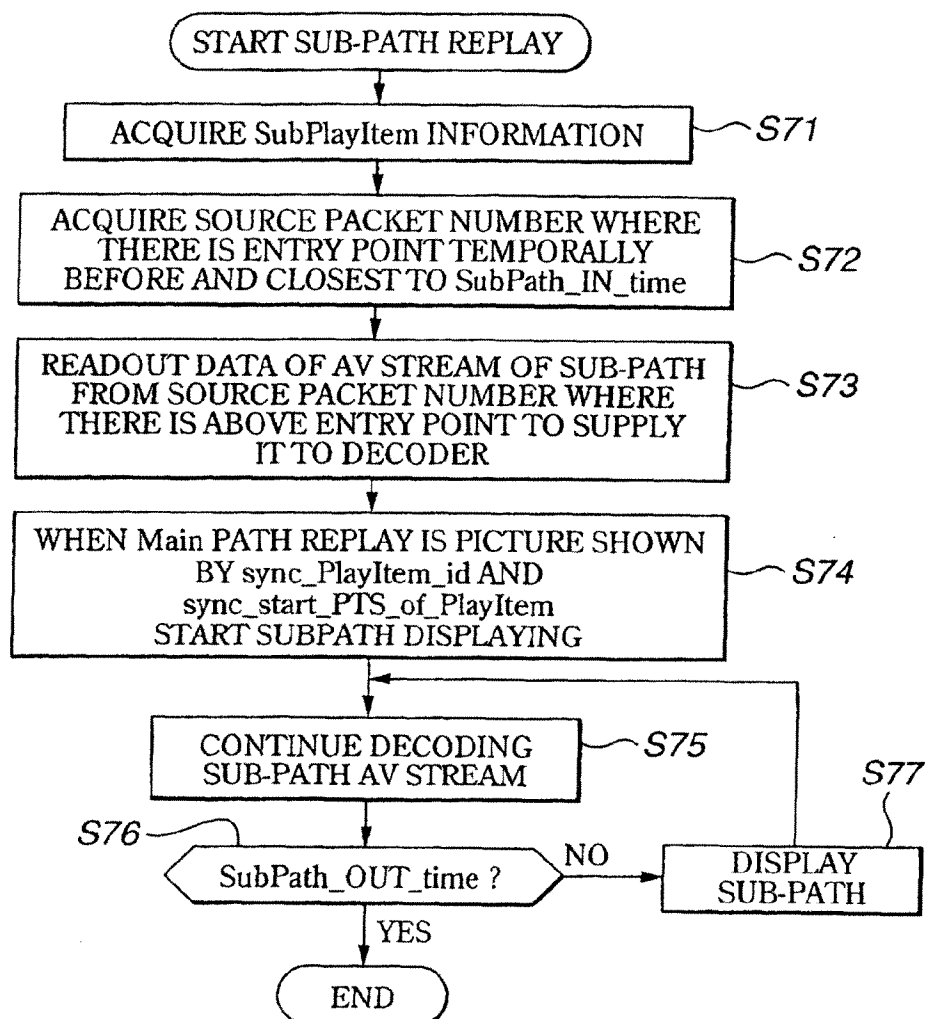 START SUB-PATH REPLAY
ACQUIRE SubPlayItem INFORMATION
S71
ACQUIRE SOURCE PACKET NUMBER WHERE
THERE IS ENTRY POINT TEMPORALLY
BEFORE AND CLOSEST TO SubPath_IN_time
S72
READOUT DATA OF AV STREAM OF SUB-PATH
FROM SOURCE PACKET NUMBER WHERE
THERE IS ABOVE ENTRY POINT TO SUPPLY
IT TO DECODER
S73
WHEN Main PATH REPLAY IS PICTURE SHOWN
BY sync_PlayItem_id AND
sync_start_PTS_of_PlayItem
START SUBPATH DISPLAYING
S74
CONTINUE DECODING
SUB-PATH AV STREAM
S75
S76
SubPath_OUT_time ?
NO
S77
DISPLAY
SUB-PATH
YES
END